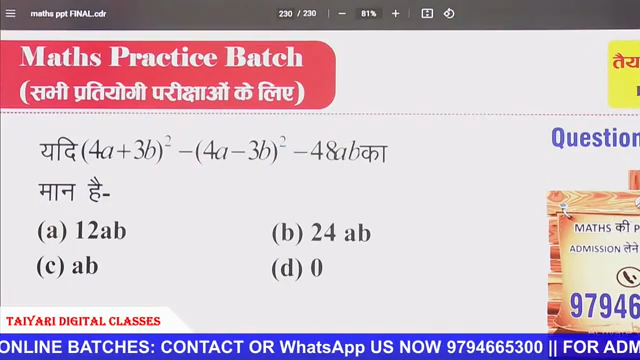 maths ppt FINAL.cdr
230 / 230
81%
Maths Practice Batch
(सभी प्रतियोगी परीक्षाओं के लिए)
तैय
Question
यदि (4a+3b)² −(4a−3b)² −48ab का
मान है-
(a) 12ab (b) 24 ab
(c) ab (d) 0
MATHS की P
ADMISSION लेने
97946
TAIYARI DIGITAL CLASSES
ONLINE BATCHES: CONTACT OR WhatsApp US NOW 9794665300 || FOR ADM